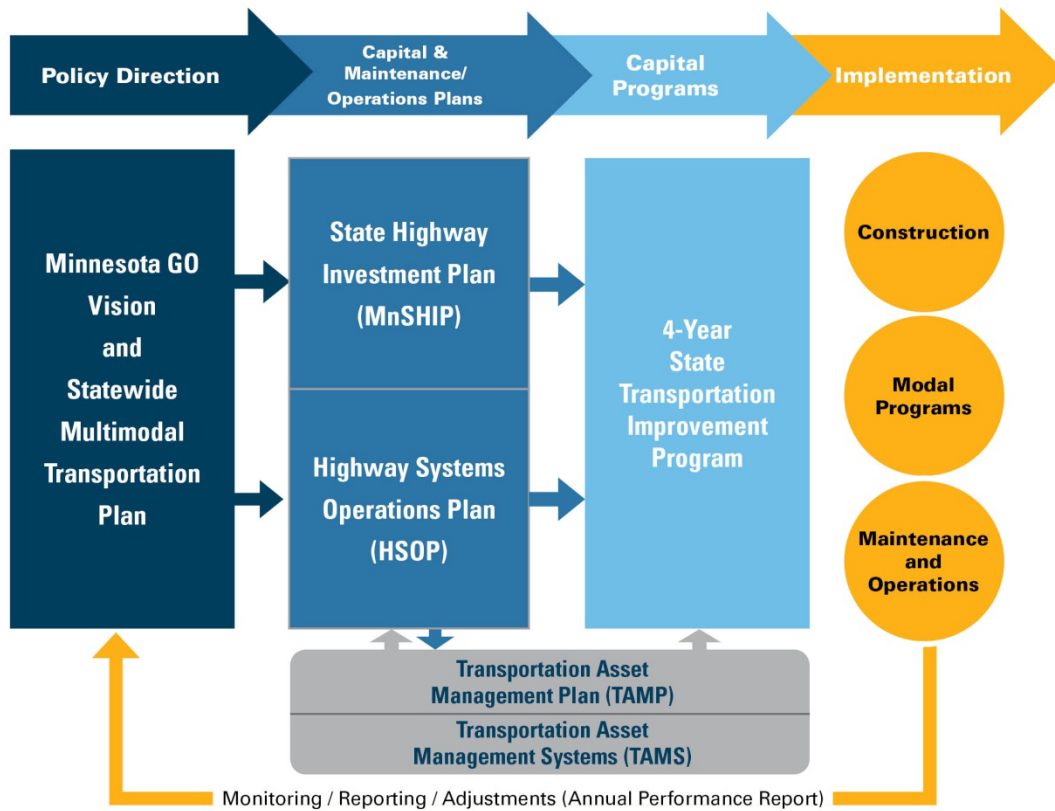 Policy Direction
Capital &
Maintenance/
Operations Plans
Capital
Programs
Implementation
Minnesota GO
Vision
and
Statewide
Multimodal
Transportation
Plan
State Highway
Investment Plan
(MnSHIP)
Highway Systems
Operations Plan
(HSOP)
4-Year
State
Transportation
Improvement
Program
Construction
Modal
Programs
Maintenance
and
Operations
Transportation Asset
Management Plan (TAMP)
Transportation Asset
Management Systems (TAMS)
Monitoring / Reporting / Adjustments (Annual Performance Report)